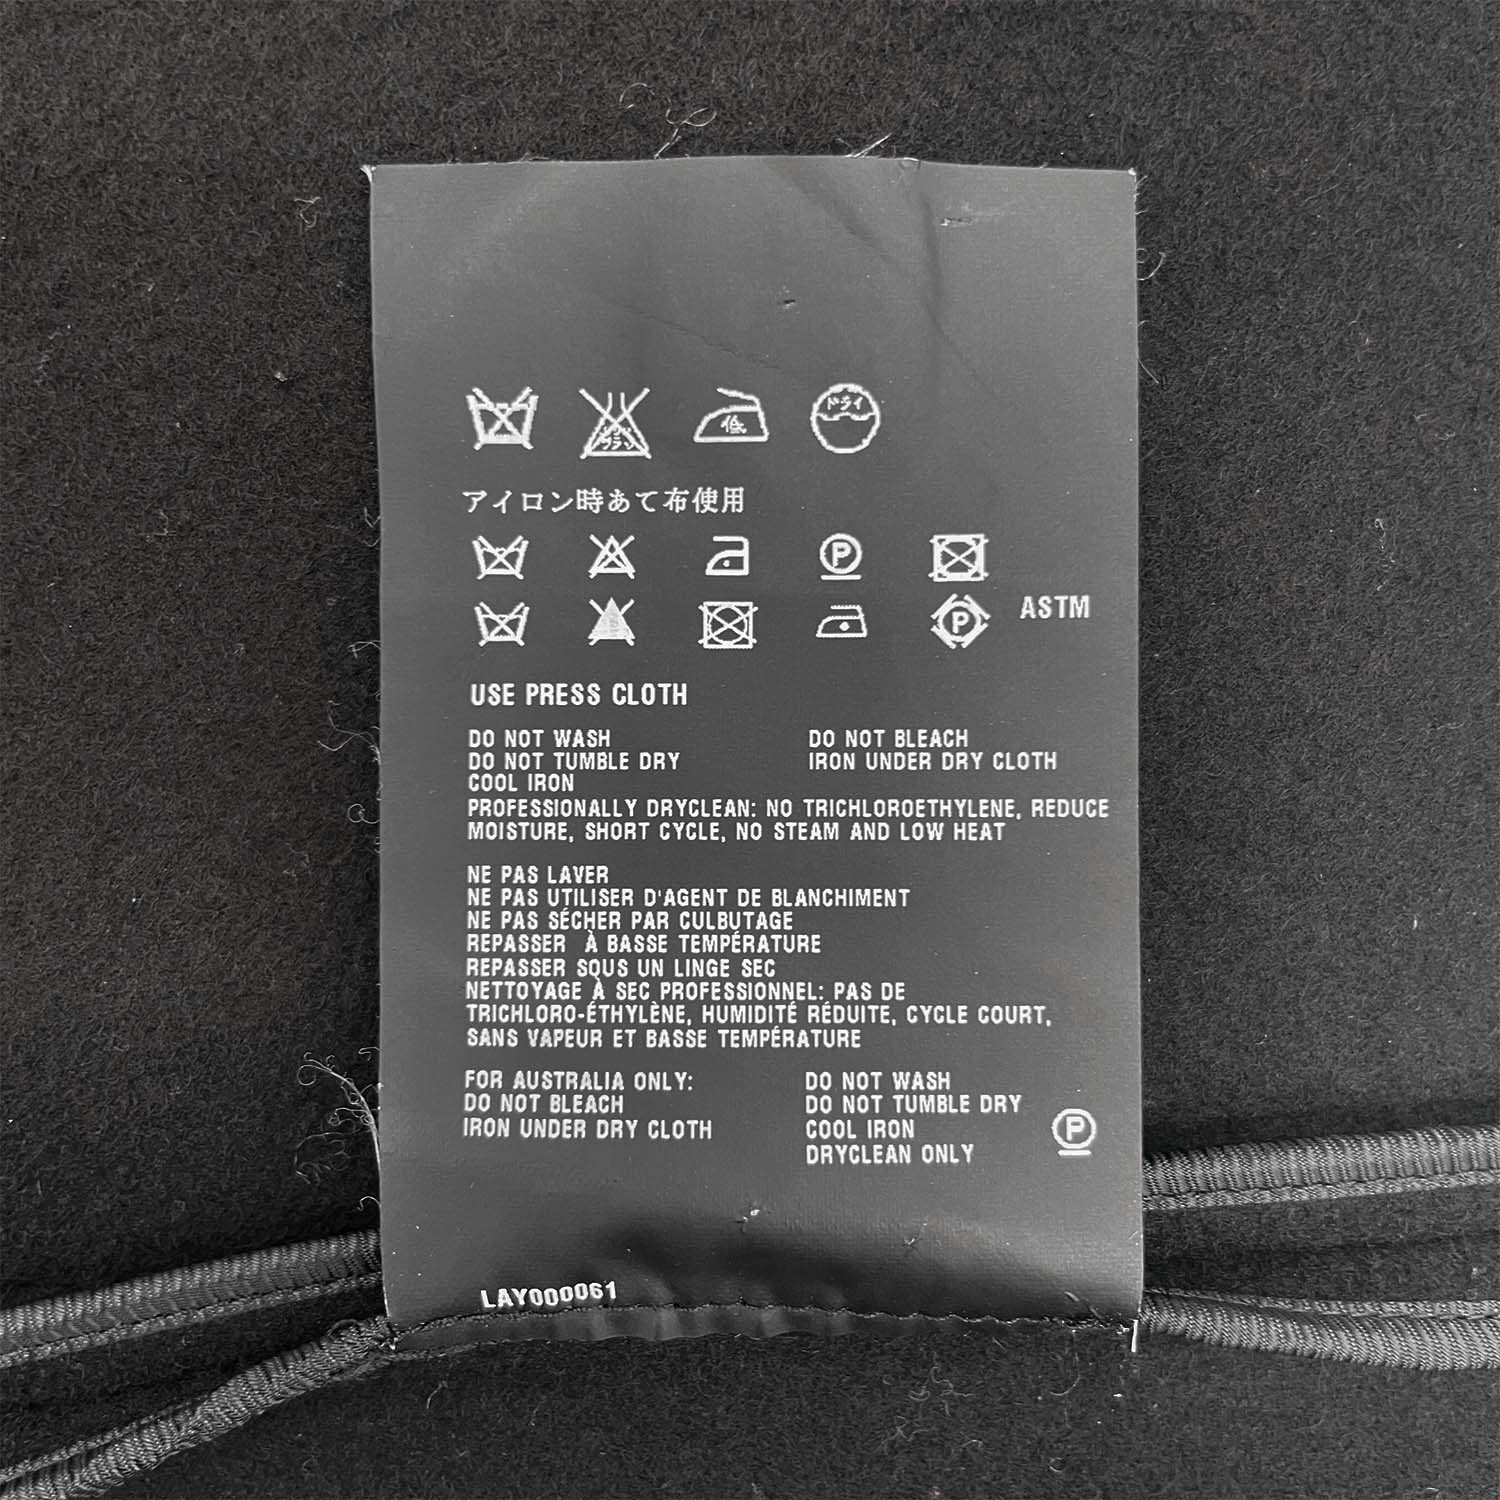 低
ドライ
アイロン時あて布使用
P
P
ASTM
USE PRESS CLOTH
DO NOT WASH
DO NOT BLEACH
DO NOT TUMBLE DRY
IRON UNDER DRY CLOTH
COOL IRON
PROFESSIONALLY DRYCLEAN: NO TRICHLOROETHYLENE, REDUCE
MOISTURE, SHORT CYCLE, NO STEAM AND LOW HEAT
NE PAS LAVER
NE PAS UTILISER D'AGENT DE BLANCHIMENT
NE PAS SÉCHER PAR CULBUTAGE
REPASSER À BASSE TEMPÉRATURE
REPASSER SOUS UN LINGE SEC
NETTOYAGE À SEC PROFESSIONNEL: PAS DE
TRICHLORO-ÉTHYLÈNE, HUMIDITÉ RÉDUITE, CYCLE COURT,
SANS VAPEUR ET BASSE TEMPÉRATURE
FOR AUSTRALIA ONLY:
DO NOT BLEACH
IRON UNDER DRY CLOTH
DO NOT WASH
DO NOT TUMBLE DRY
COOL IRON
DRYCLEAN ONLY
P
LAY000061